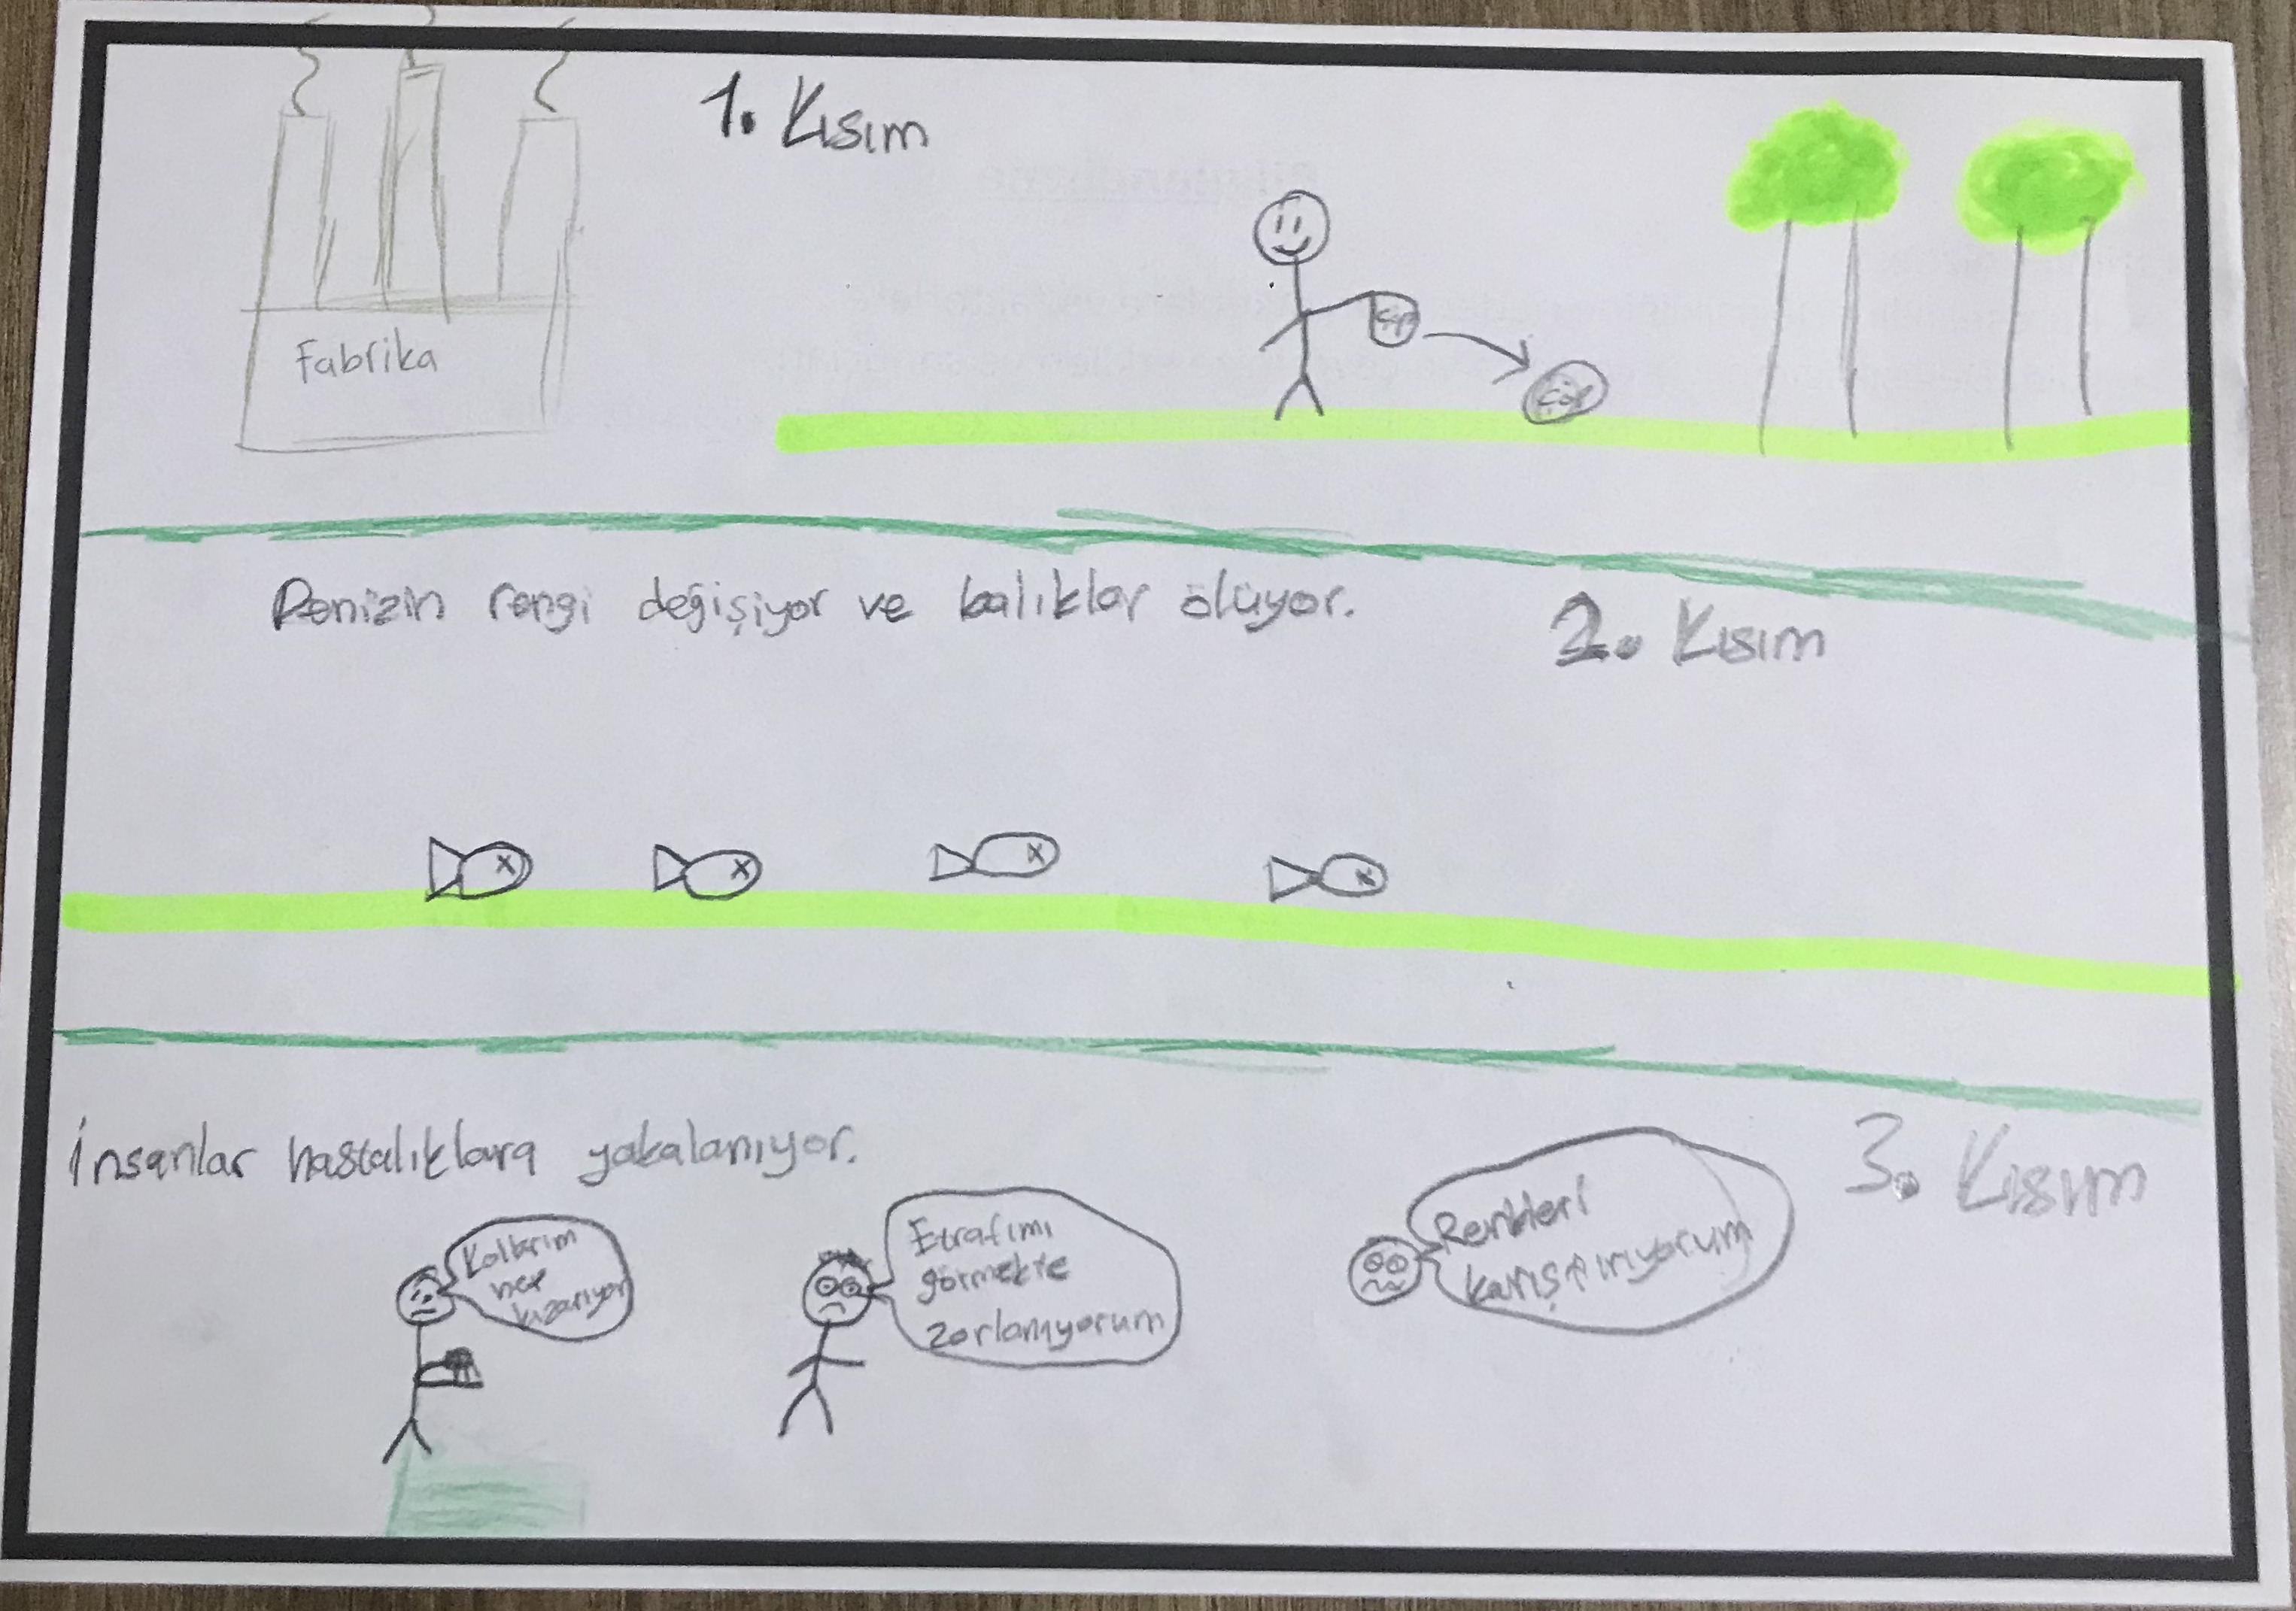 1. Kısım
Fabrika
çöp
çöp
Denizin rengi değişiyor ve balıklar ölüyor.
2. Kısım
İnsanlar hastalıklara yakalanıyor.
3. Kısım
Kollarım
hep
kızarıyor
Etrafımı
görmekte
zorlanıyorum
Renkleri
karıştırıyorum